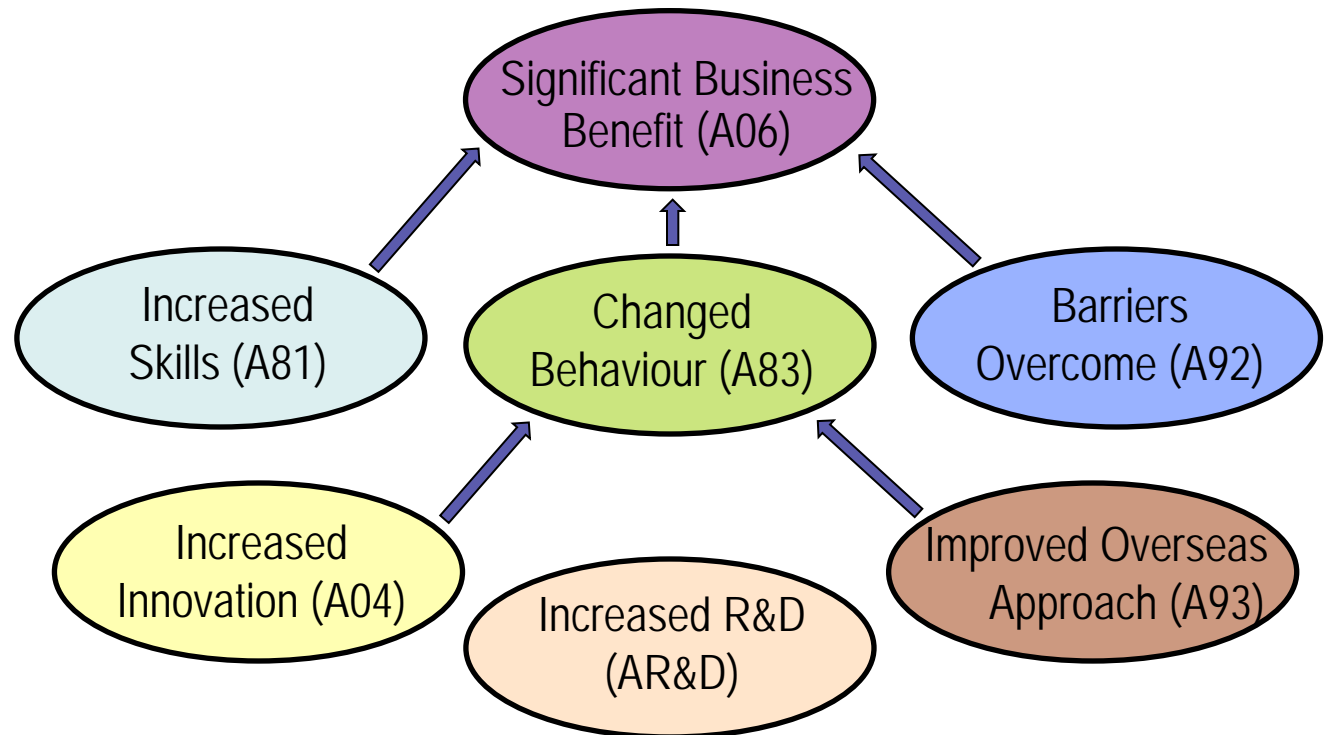 Significant Business
Benefit (A06)
Increased
Skills (A81)
Changed
Behaviour (A83)
Barriers
Overcome (A92)
Increased
Innovation (A04)
Increased R&D
(AR&D)
Improved Overseas
Approach (A93)